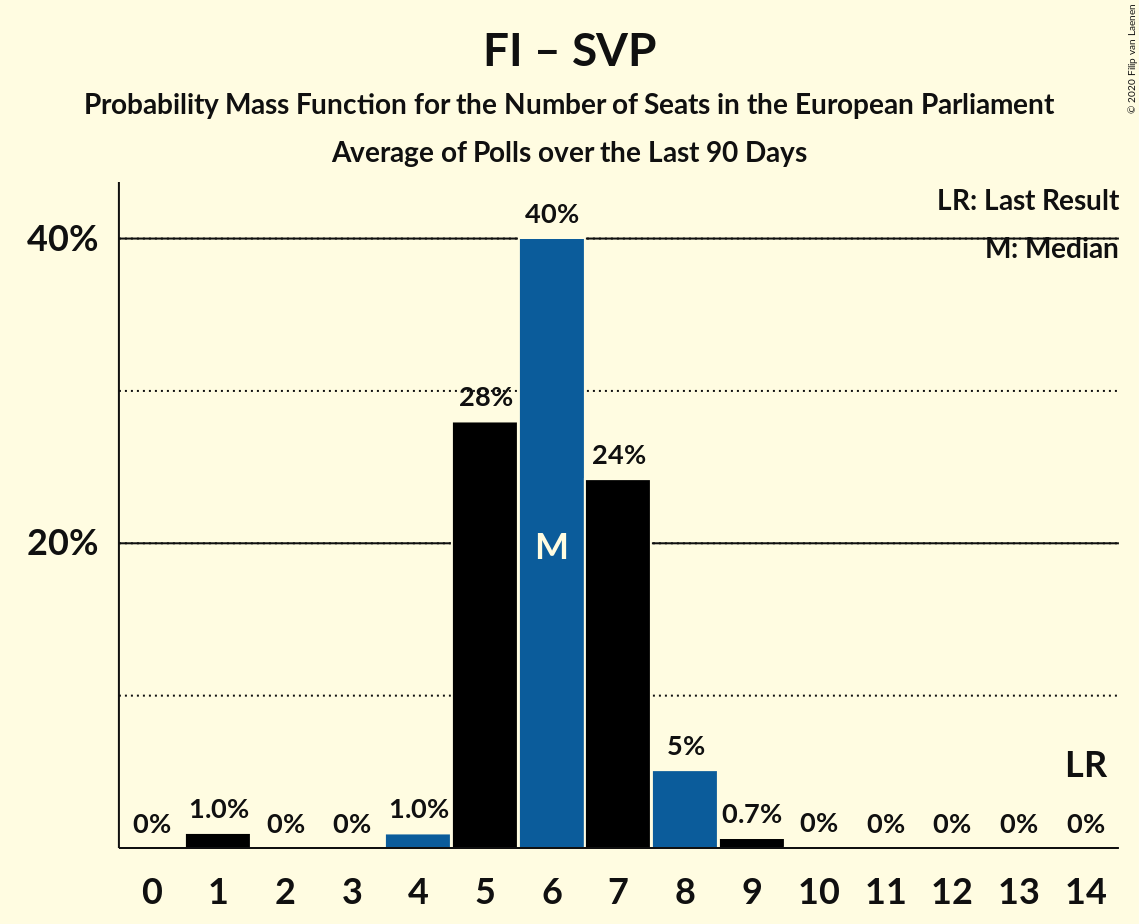 FI – SVP
Probability Mass Function for the Number of Seats in the European Parliament
Average of Polls over the Last 90 Days
© 2020 Filip van Laenen
LR: Last Result
M: Median
40%
20%
0%
1.0%
0%
0%
1.0%
28%
40%
24%
5%
0.7%
0%
0%
0%
0%
0%
M
LR
0 1 2 3 4 5 6 7 8 9 10 11 12 13 14